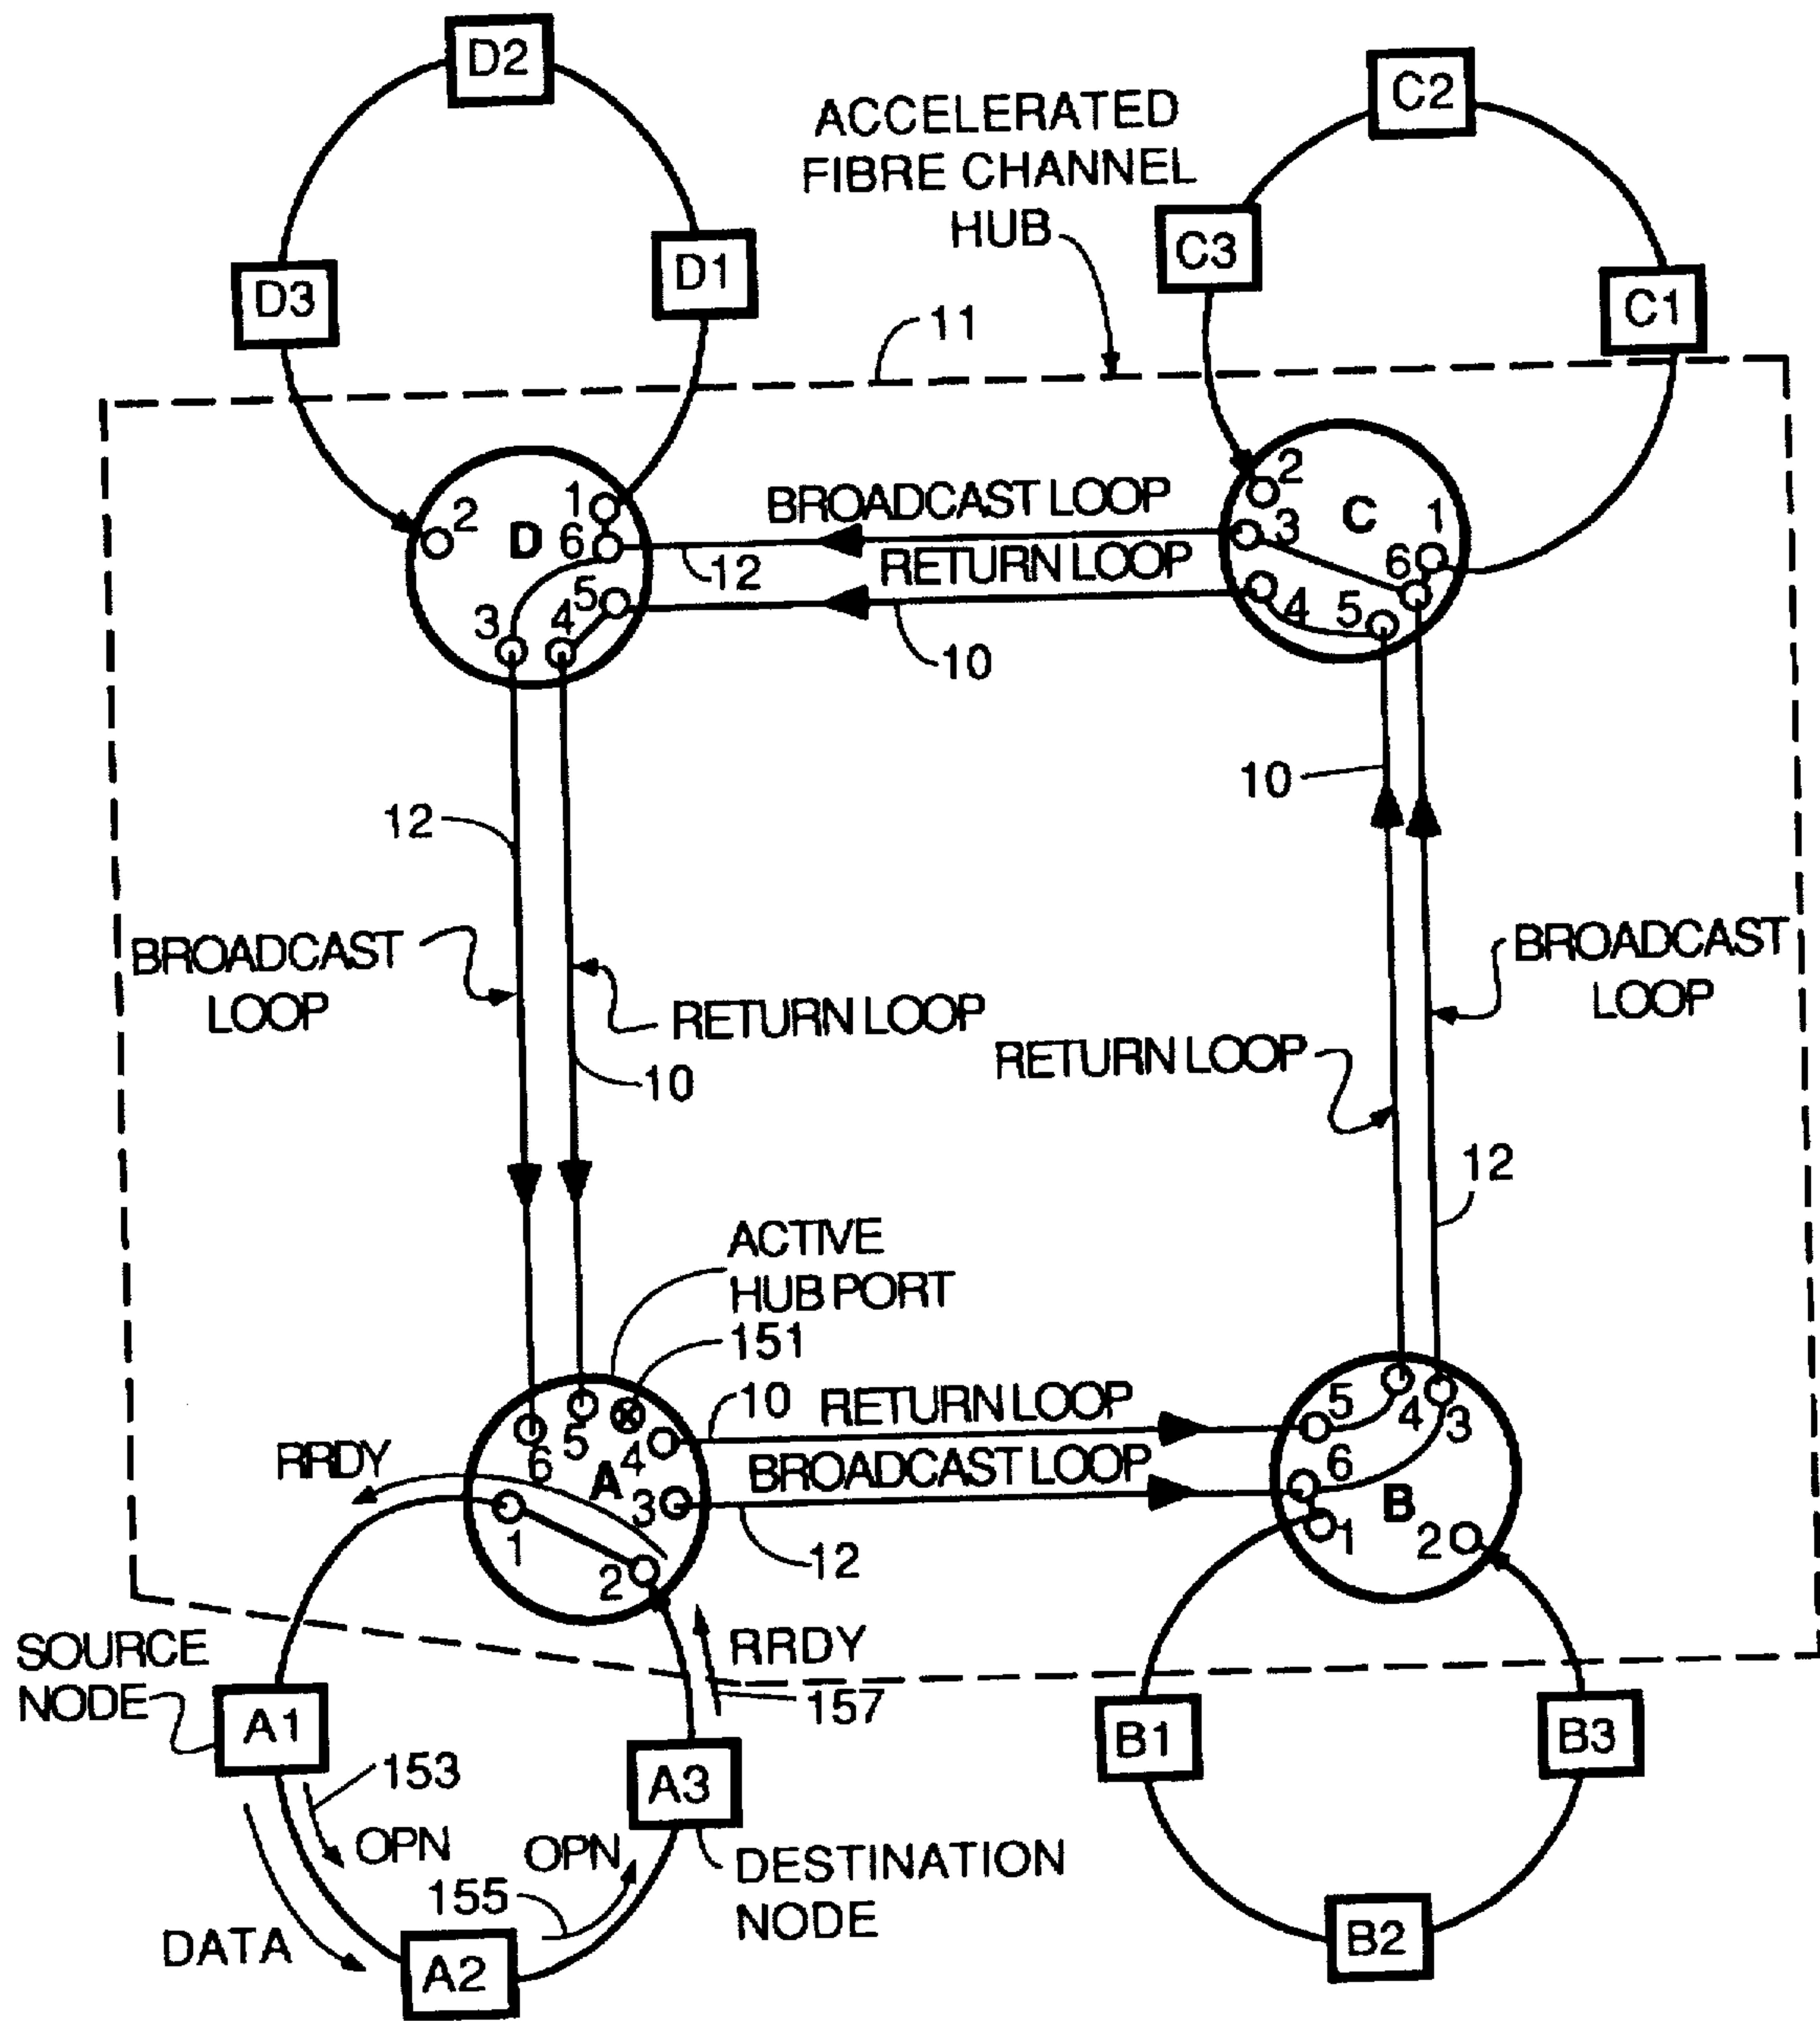 D2
C2
ACCELERATED
FIBRE CHANNEL
HUB
C3
D1
D3
C1
11
2
1
D
6
5
3
4
BROADCAST LOOP
12
RETURN LOOP
10
2
3
C
1
6
4
5
10
12
BROADCAST
LOOP
RETURN LOOP
10
BROADCAST
LOOP
RETURN LOOP
12
ACTIVE
HUB PORT
151
10
RETURN LOOP
BROADCAST LOOP
12
RRDY
6
5
4
A
3
1
2
5
4
3
6
B
1
2
SOURCE
NODE
RRDY
157
A1
153
OPN
OPN
155
DATA
A2
A3
DESTINATION
NODE
B1
B3
B2